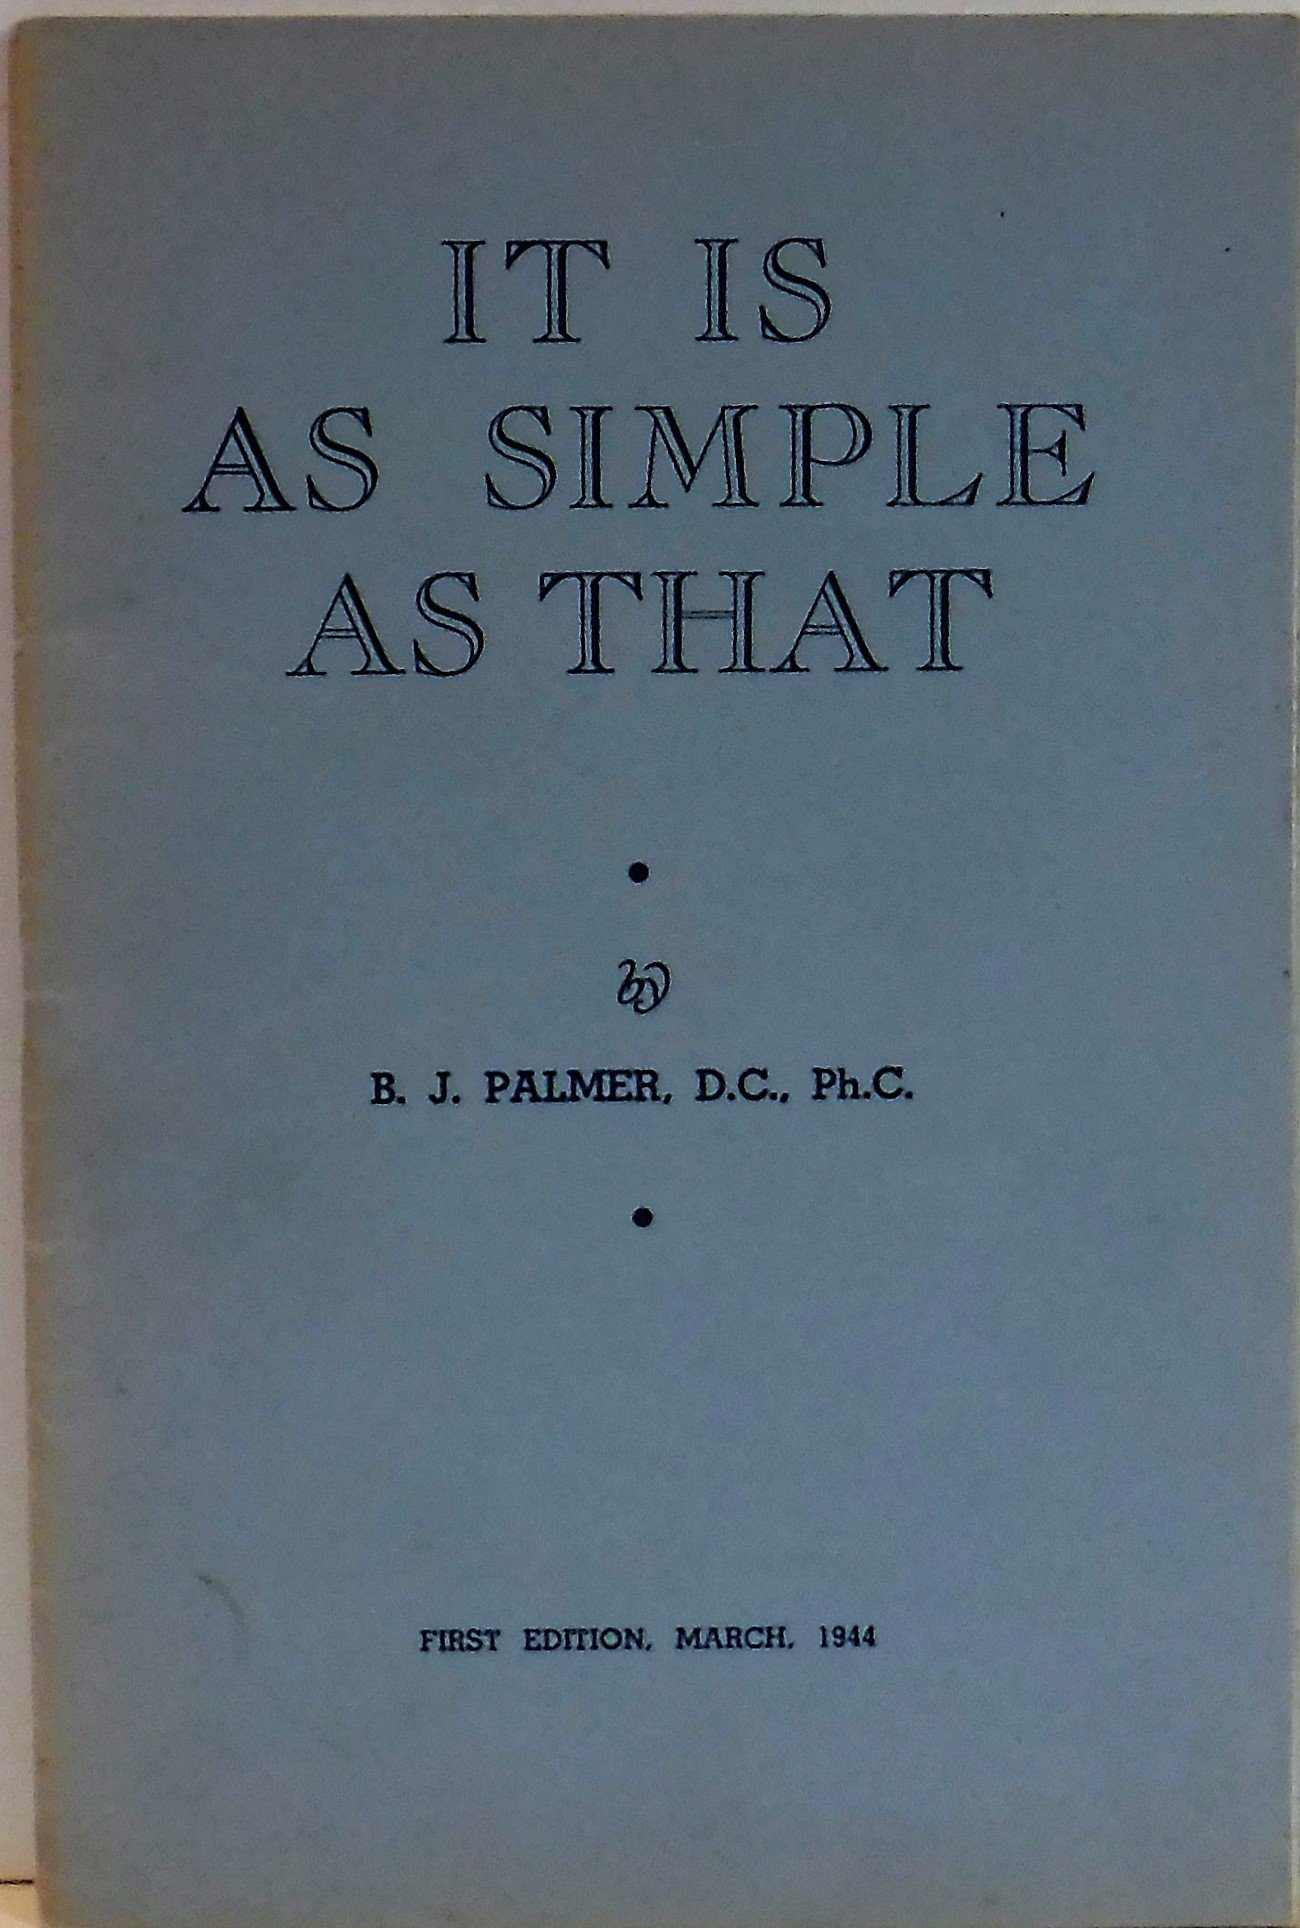 IT IS
AS SIMPLE
AS THAT
by
B. J. PALMER, D.C., Ph.C.
FIRST EDITION, MARCH, 1944